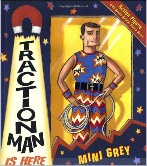 TRACTION
MAN
IS HERE
MINI GREY